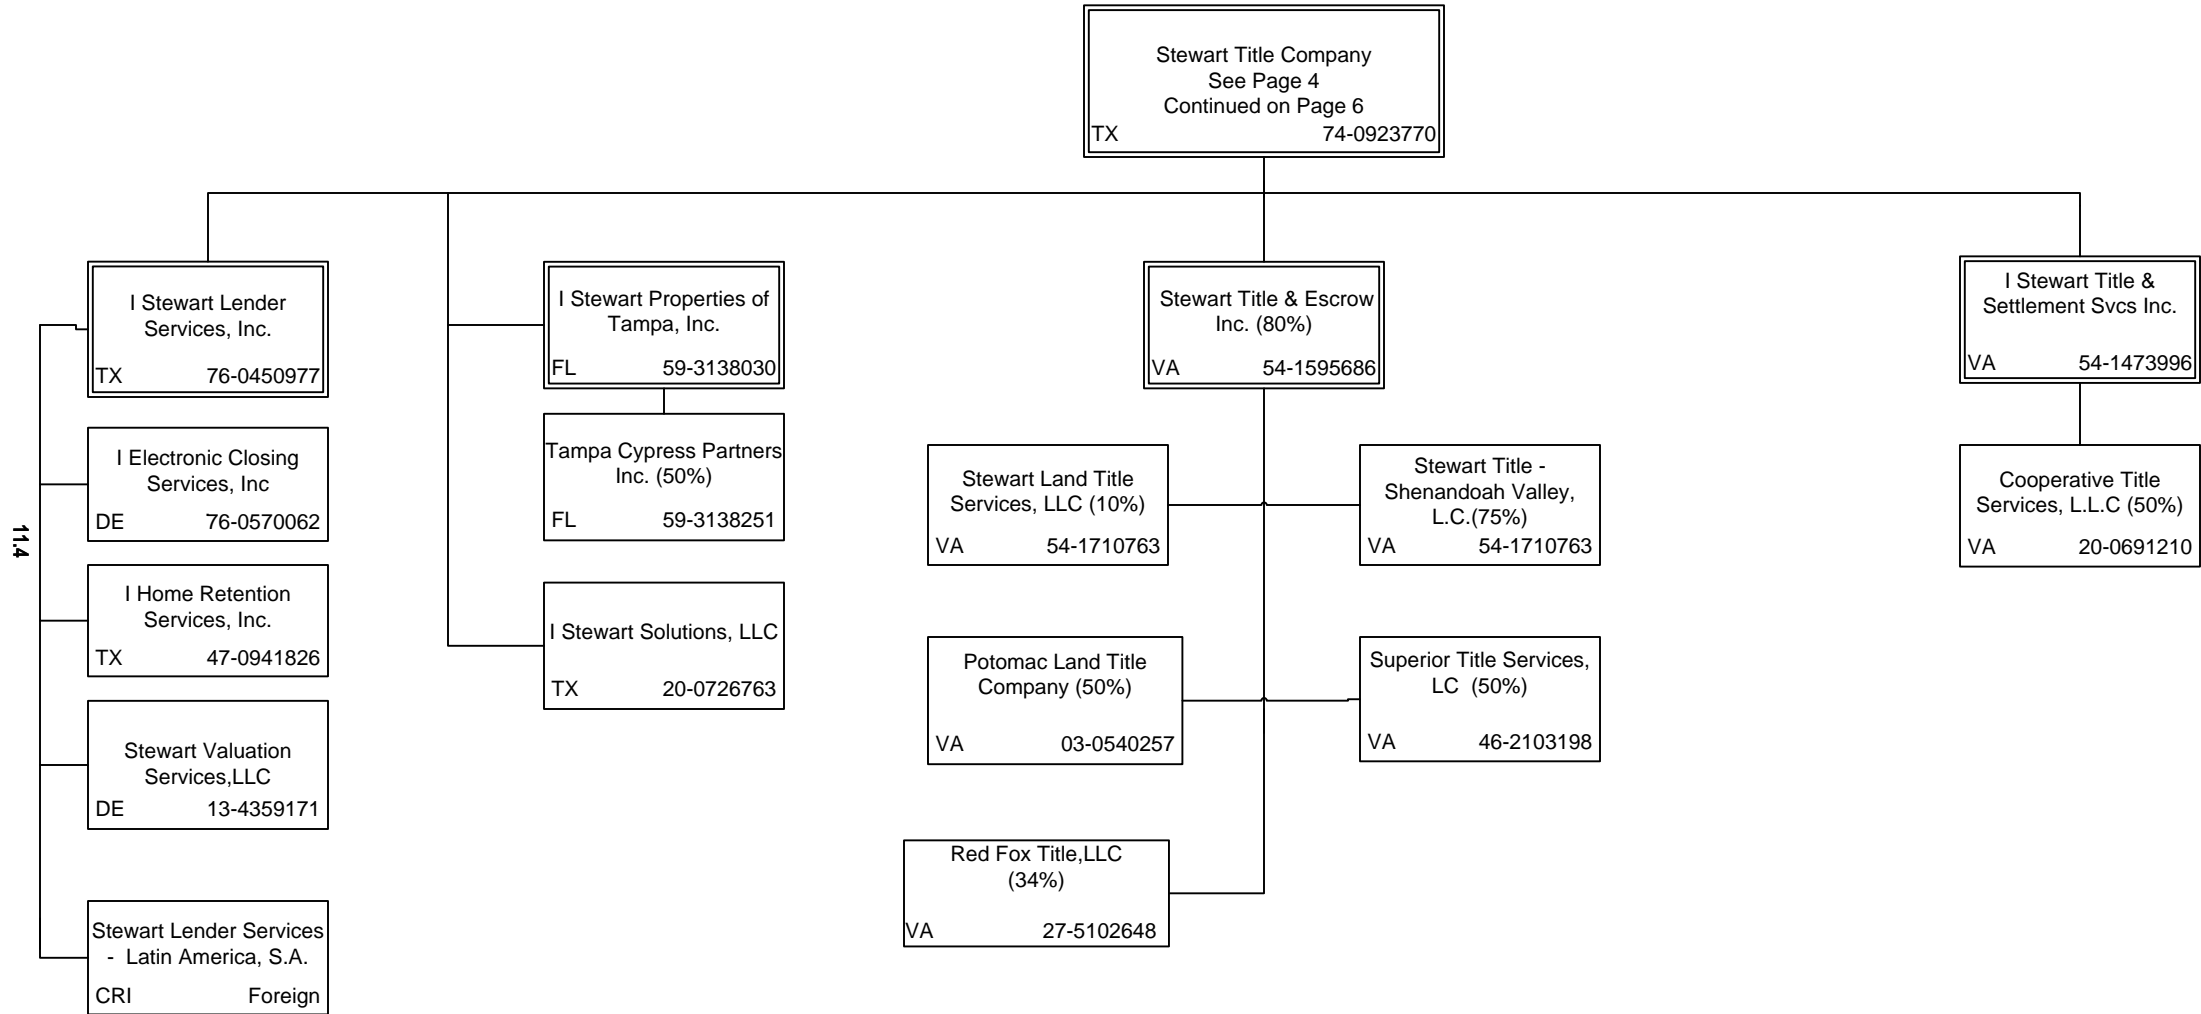 Stewart Title Company
See Page 4
Continued on Page 6
TX 74-0923770
I Stewart Lender
Services, Inc.
TX 76-0450977
I Electronic Closing
Services, Inc
DE 76-0570062
I Home Retention
Services, Inc.
TX 47-0941826
Stewart Valuation
Services,LLC
DE 13-4359171
Stewart Lender Services
- Latin America, S.A.
CRI Foreign
I Stewart Properties of
Tampa, Inc.
FL 59-3138030
Tampa Cypress Partners
Inc. (50%)
FL 59-3138251
I Stewart Solutions, LLC
TX 20-0726763
Stewart Title & Escrow
Inc. (80%)
VA 54-1595686
Stewart Land Title
Services, LLC (10%)
VA 54-1710763
Stewart Title -
Shenandoah Valley,
L.C.(75%)
VA 54-1710763
Potomac Land Title
Company (50%)
VA 03-0540257
Superior Title Services,
LC (50%)
VA 46-2103198
Red Fox Title,LLC
(34%)
VA 27-5102648
I Stewart Title &
Settlement Svcs Inc.
VA 54-1473996
Cooperative Title
Services, L.L.C (50%)
VA 20-0691210
11.4